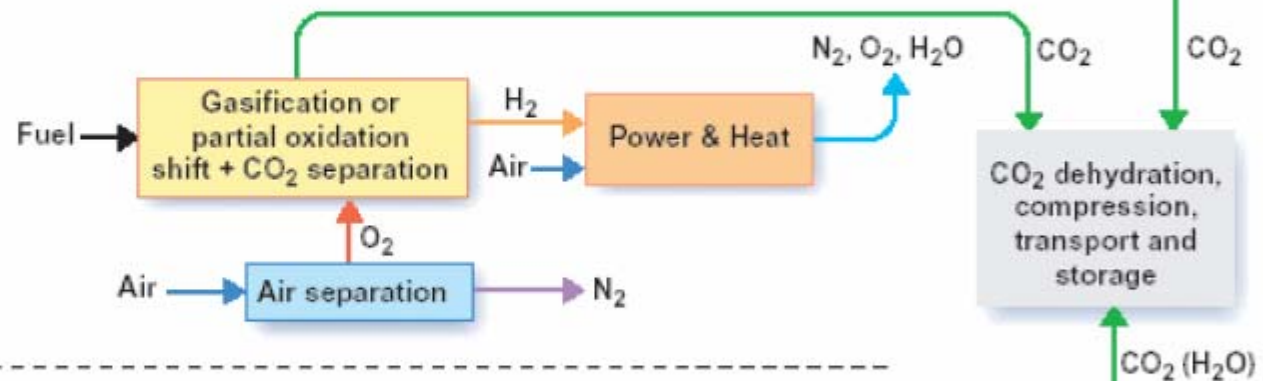 N₂, O₂, H₂O
CO₂
CO₂
Gasification or
partial oxidation
shift + CO₂ separation
Fuel
H₂
Air
Power & Heat
CO₂ dehydration,
compression,
transport and
storage
O₂
Air
Air separation
N₂
CO₂ (H₂O)